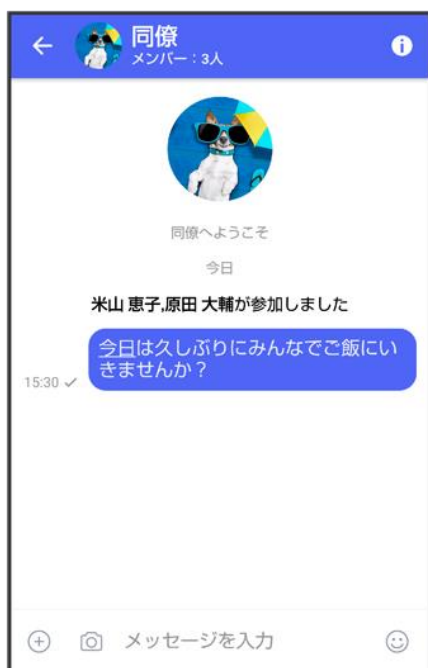 同僚
メンバー：3人
同僚へようこそ
今日
米山 恵子,原田 大輔が参加しました
今日は久しぶりにみんなでご飯にい
きませんか？
15:30
メッセージを入力